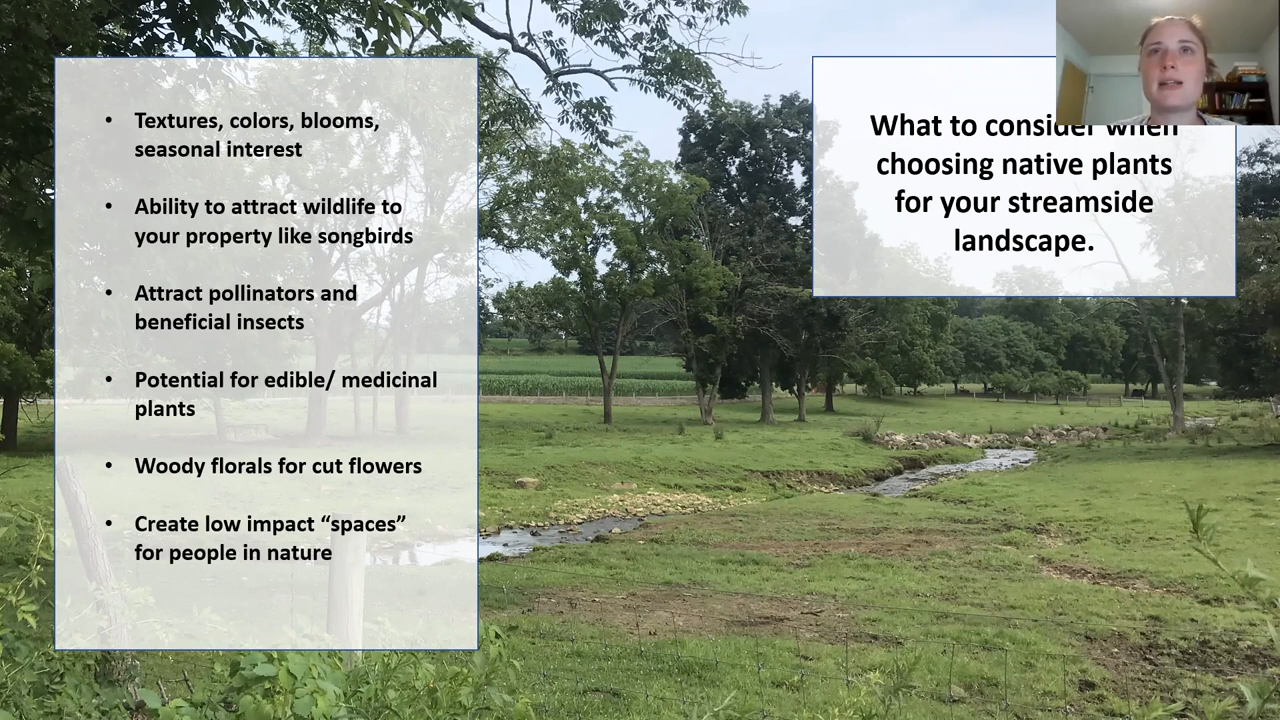 Textures, colors, blooms,
seasonal interest
Ability to attract wildlife to
your property like songbirds
Attract pollinators and
beneficial insects
Potential for edible/ medicinal
plants
Woody florals for cut flowers
Create low impact “spaces”
for people in nature
What to consider when
choosing native plants
for your streamside
landscape.